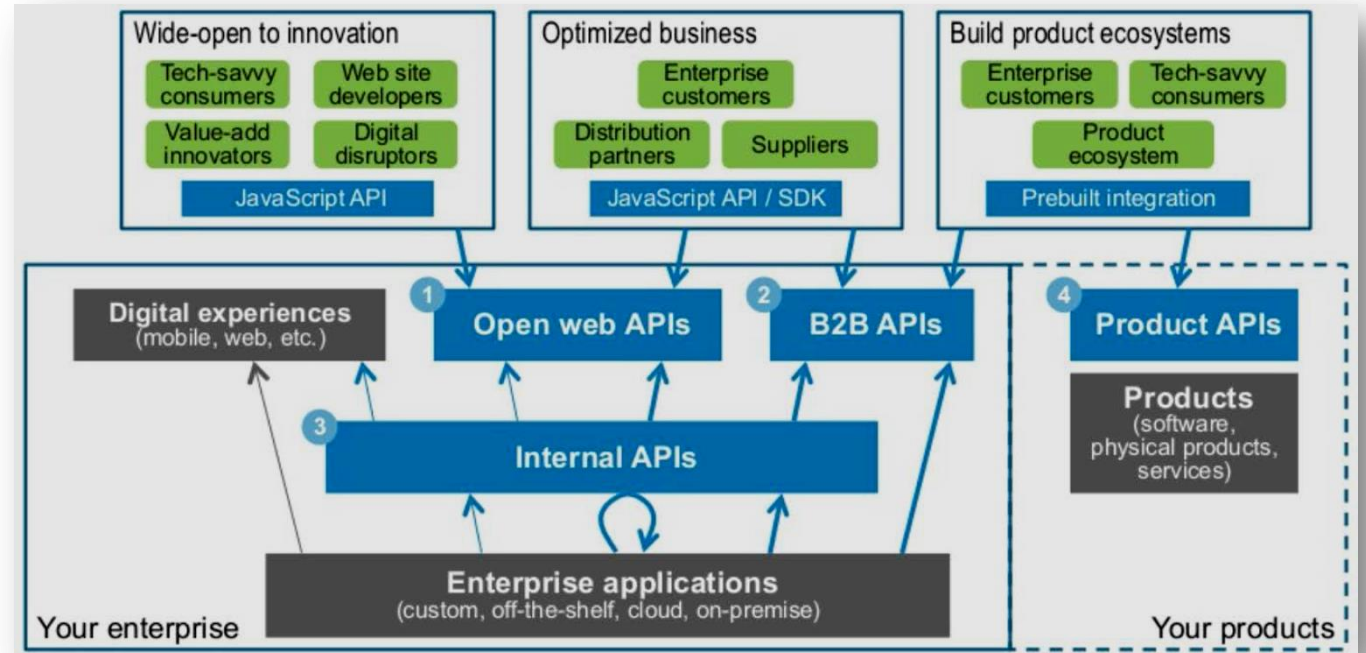 Wide-open to innovation
Tech-savvy
consumers
Web site
developers
Value-add
innovators
Digital
disruptors
JavaScript API
Optimized business
Enterprise
customers
Distribution
partners
Suppliers
JavaScript API / SDK
Build product ecosystems
Enterprise
customers
Tech-savvy
consumers
Product
ecosystem
Prebuilt integration
Digital experiences
(mobile, web, etc.)
1
Open web APIs
2
B2B APIs
4
Product APIs
Products
(software,
physical products,
services)
3
Internal APIs
Enterprise applications
(custom, off-the-shelf, cloud, on-premise)
Your enterprise
Your products